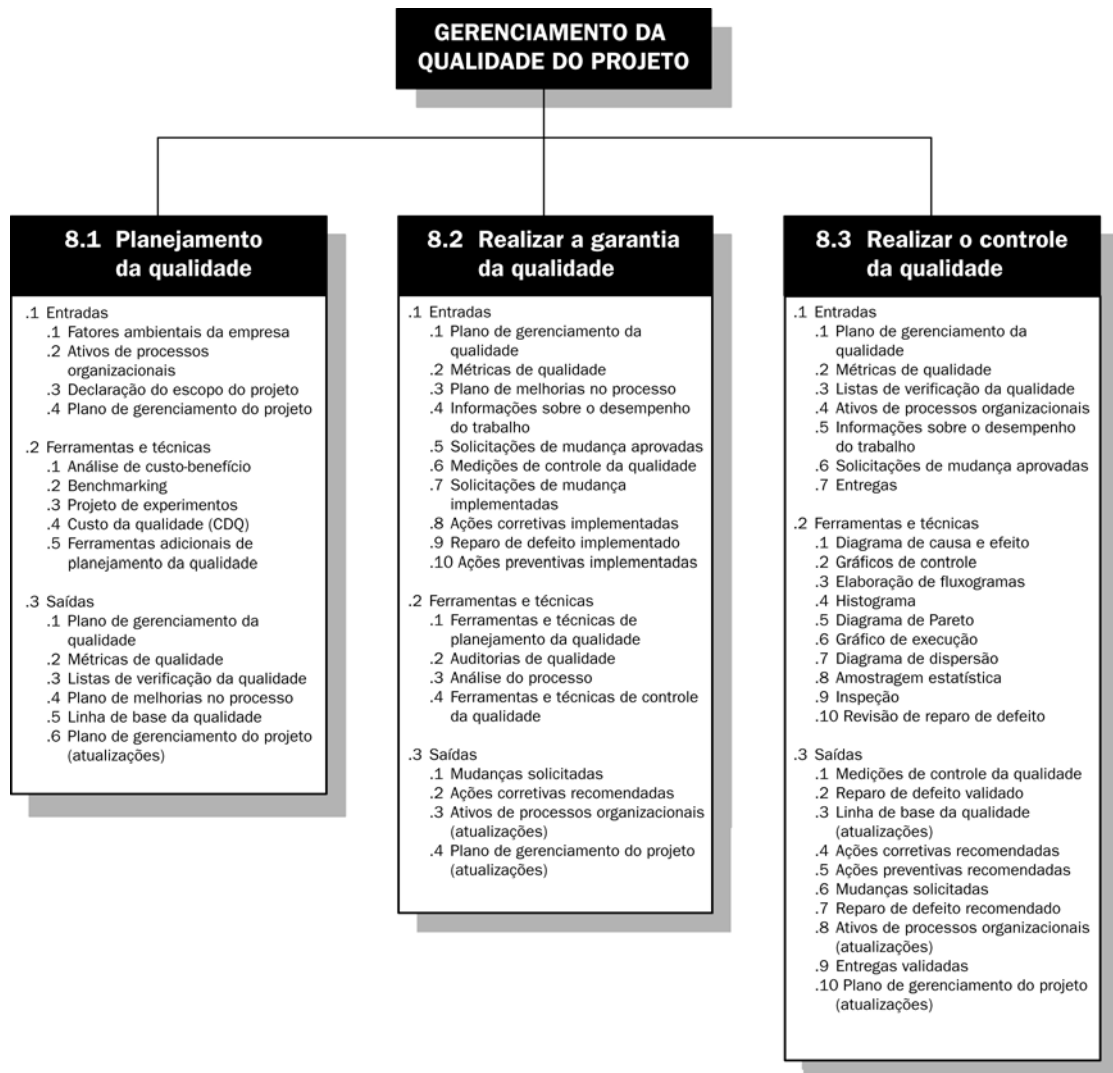 GERENCIAMENTO DA
QUALIDADE DO PROJETO
8.1 Planejamento
da qualidade
.1 Entradas
.1 Fatores ambientais da empresa
.2 Ativos de processos
organizacionais
.3 Declaração do escopo do projeto
.4 Plano de gerenciamento do projeto
.2 Ferramentas e técnicas
.1 Análise de custo-benefício
.2 Benchmarking
.3 Projeto de experimentos
.4 Custo da qualidade (CDQ)
.5 Ferramentas adicionais de
planejamento da qualidade
.3 Saídas
.1 Plano de gerenciamento da
qualidade
.2 Métricas de qualidade
.3 Listas de verificação da qualidade
.4 Plano de melhorias no processo
.5 Linha de base da qualidade
.6 Plano de gerenciamento do projeto
(atualizações)
8.2 Realizar a garantia
da qualidade
.1 Entradas
.1 Plano de gerenciamento da
qualidade
.2 Métricas de qualidade
.3 Plano de melhorias no processo
.4 Informações sobre o desempenho
do trabalho
.5 Solicitações de mudança aprovadas
.6 Medições de controle da qualidade
.7 Solicitações de mudança
implementadas
.8 Ações corretivas implementadas
.9 Reparo de defeito implementado
.10 Ações preventivas implementadas
.2 Ferramentas e técnicas
.1 Ferramentas e técnicas de
planejamento da qualidade
.2 Auditorias de qualidade
.3 Análise do processo
.4 Ferramentas e técnicas de controle
da qualidade
.3 Saídas
.1 Mudanças solicitadas
.2 Ações corretivas recomendadas
.3 Ativos de processos organizacionais
(atualizações)
.4 Plano de gerenciamento do projeto
(atualizações)
8.3 Realizar o controle
da qualidade
.1 Entradas
.1 Plano de gerenciamento da
qualidade
.2 Métricas de qualidade
.3 Listas de verificação da qualidade
.4 Ativos de processos organizacionais
.5 Informações sobre o desempenho
do trabalho
.6 Solicitações de mudança aprovadas
.7 Entregas
.2 Ferramentas e técnicas
.1 Diagrama de causa e efeito
.2 Gráficos de controle
.3 Elaboração de fluxogramas
.4 Histograma
.5 Diagrama de Pareto
.6 Gráfico de execução
.7 Diagrama de dispersão
.8 Amostragem estatística
.9 Inspeção
.10 Revisão de reparo de defeito
.3 Saídas
.1 Medições de controle da qualidade
.2 Reparo de defeito validado
.3 Linha de base da qualidade
(atualizações)
.4 Ações corretivas recomendadas
.5 Ações preventivas recomendadas
.6 Mudanças solicitadas
.7 Reparo de defeito recomendado
.8 Ativos de processos organizacionais
(atualizações)
.9 Entregas validadas
.10 Plano de gerenciamento do projeto
(atualizações)